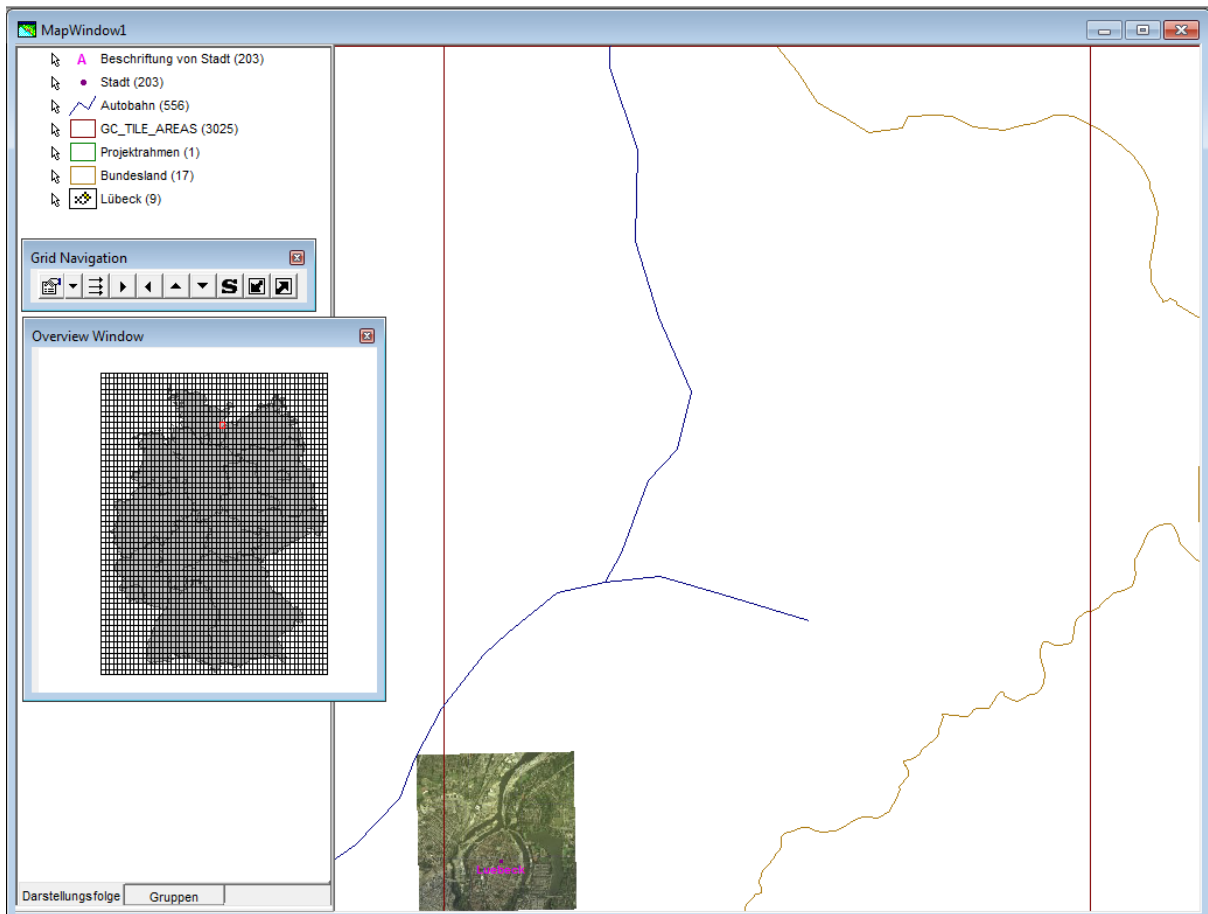 MapWindow1
A Beschriftung von Stadt (203)
Stadt (203)
Autobahn (556)
GC_TILE_AREAS (3025)
Projektrahmen (1)
Bundesland (17)
Lübeck (9)
Grid Navigation
S
Overview Window
Luebeck
Darstellungsfolge
Gruppen